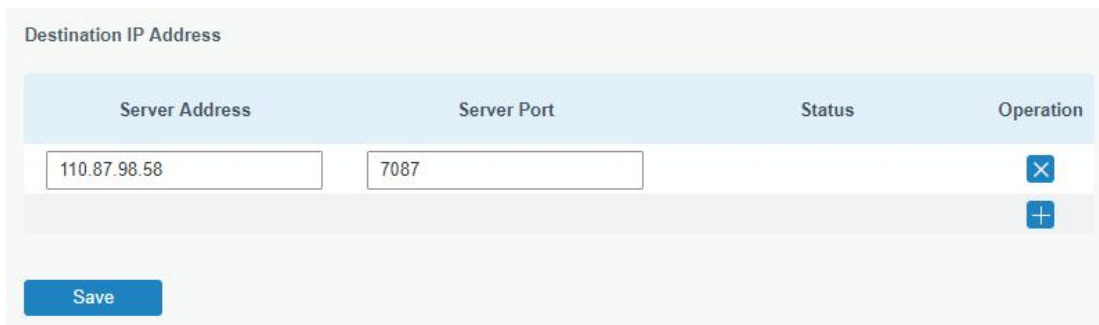 Destination IP Address
Server Address Server Port Status Operation
110.87.98.58 7087
Save